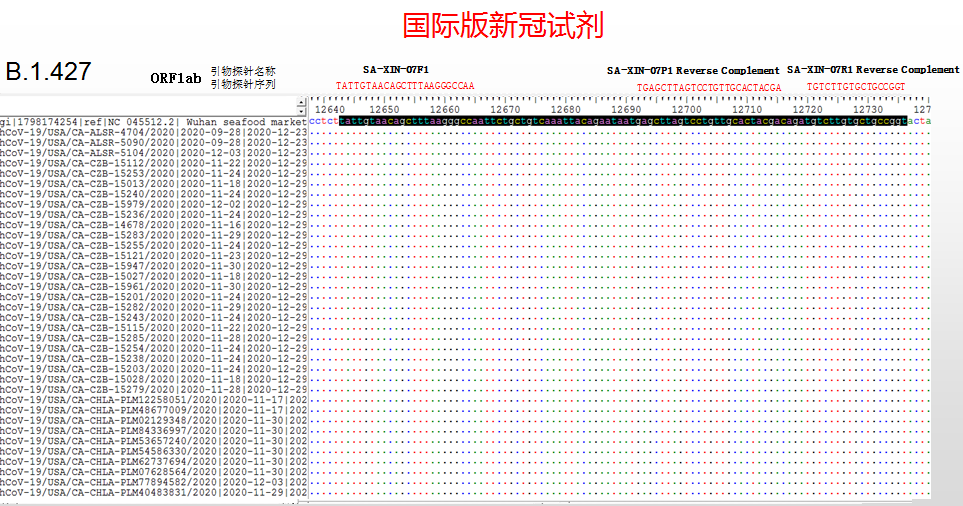 国际版新冠试剂
B.1.427
ORF1ab
引物探针名称
引物探针序列
SA-XIN-07F1
SA-XIN-07P1 Reverse Complement
SA-XIN-07R1 Reverse Complement
TATTGTAACAGCTTTAAGGGCCAA
TGAGCTTAGTCCTGTTGCACTACGA
TGTCTTGTGCTGCCGGT
12640 12650 12660 12670 12680 12690 12700 12710 12720 12730 127
gi|1798174254|ref|NC 045512.2| Wuhan seafood market
cctcttattgtaacagctttaagggccaattctgctgtcaaattacagaataatgagcttagtcctgttgcactacgacagatgtcttgtgctgccggtacta
hCoV-19/USA/CA-ALSR-4704/2020|2020-09-28|2020-12-23
hCoV-19/USA/CA-ALSR-5090/2020|2020-09-28|2020-12-23
hCoV-19/USA/CA-ALSR-5104/2020|2020-12-03|2020-12-23
hCoV-19/USA/CA-CZB-15112/2020|2020-11-22|2020-12-29
hCoV-19/USA/CA-CZB-15253/2020|2020-11-24|2020-12-29
hCoV-19/USA/CA-CZB-15013/2020|2020-11-18|2020-12-29
hCoV-19/USA/CA-CZB-15240/2020|2020-11-24|2020-12-29
hCoV-19/USA/CA-CZB-15979/2020|2020-12-02|2020-12-29
hCoV-19/USA/CA-CZB-15236/2020|2020-11-24|2020-12-29
hCoV-19/USA/CA-CZB-14678/2020|2020-11-16|2020-12-29
hCoV-19/USA/CA-CZB-15283/2020|2020-11-29|2020-12-29
hCoV-19/USA/CA-CZB-15255/2020|2020-11-24|2020-12-29
hCoV-19/USA/CA-CZB-15121/2020|2020-11-23|2020-12-29
hCoV-19/USA/CA-CZB-15947/2020|2020-11-30|2020-12-29
hCoV-19/USA/CA-CZB-15027/2020|2020-11-18|2020-12-29
hCoV-19/USA/CA-CZB-15961/2020|2020-11-30|2020-12-29
hCoV-19/USA/CA-CZB-15201/2020|2020-11-24|2020-12-29
hCoV-19/USA/CA-CZB-15282/2020|2020-11-29|2020-12-29
hCoV-19/USA/CA-CZB-15243/2020|2020-11-24|2020-12-29
hCoV-19/USA/CA-CZB-15115/2020|2020-11-22|2020-12-29
hCoV-19/USA/CA-CZB-15285/2020|2020-11-28|2020-12-29
hCoV-19/USA/CA-CZB-15254/2020|2020-11-24|2020-12-29
hCoV-19/USA/CA-CZB-15238/2020|2020-11-24|2020-12-29
hCoV-19/USA/CA-CZB-15203/2020|2020-11-24|2020-12-29
hCoV-19/USA/CA-CZB-15028/2020|2020-11-18|2020-12-29
hCoV-19/USA/CA-CZB-15279/2020|2020-11-28|2020-12-29
hCoV-19/USA/CA-CHLA-PLM12258051/2020|2020-11-17|202
hCoV-19/USA/CA-CHLA-PLM48677009/2020|2020-11-17|202
hCoV-19/USA/CA-CHLA-PLM02129348/2020|2020-11-30|202
hCoV-19/USA/CA-CHLA-PLM84336997/2020|2020-11-30|202
hCoV-19/USA/CA-CHLA-PLM53657240/2020|2020-11-30|202
hCoV-19/USA/CA-CHLA-PLM54586330/2020|2020-11-30|202
hCoV-19/USA/CA-CHLA-PLM62737694/2020|2020-11-30|202
hCoV-19/USA/CA-CHLA-PLM07628564/2020|2020-11-30|202
hCoV-19/USA/CA-CHLA-PLM77894582/2020|2020-12-03|202
hCoV-19/USA/CA-CHLA-PLM40483831/2020|2020-11-29|202